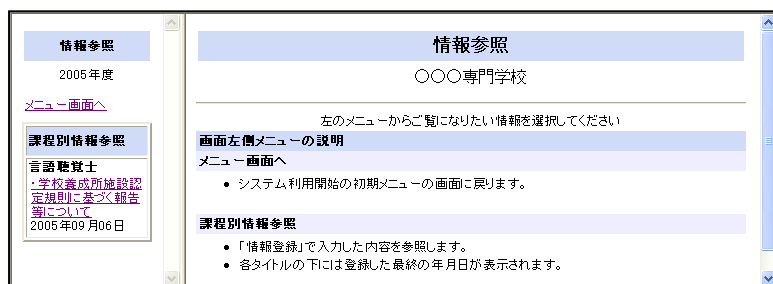 情報参照
2005年度
メニュー画面へ
課程別情報参照
言語聴覚士
・学校養成所施設認
定規則に基づく報告
等について
2005年09月06日
情報参照
○○○専門学校
左のメニューからご覧になりたい情報を選択してください
画面左側メニューの説明
メニュー画面へ
• システム利用開始の初期メニューの画面に戻ります。
課程別情報参照
• 「情報登録」で入力した内容を参照します。
• 各タイトルの下には登録した最終の年月日が表示されます。